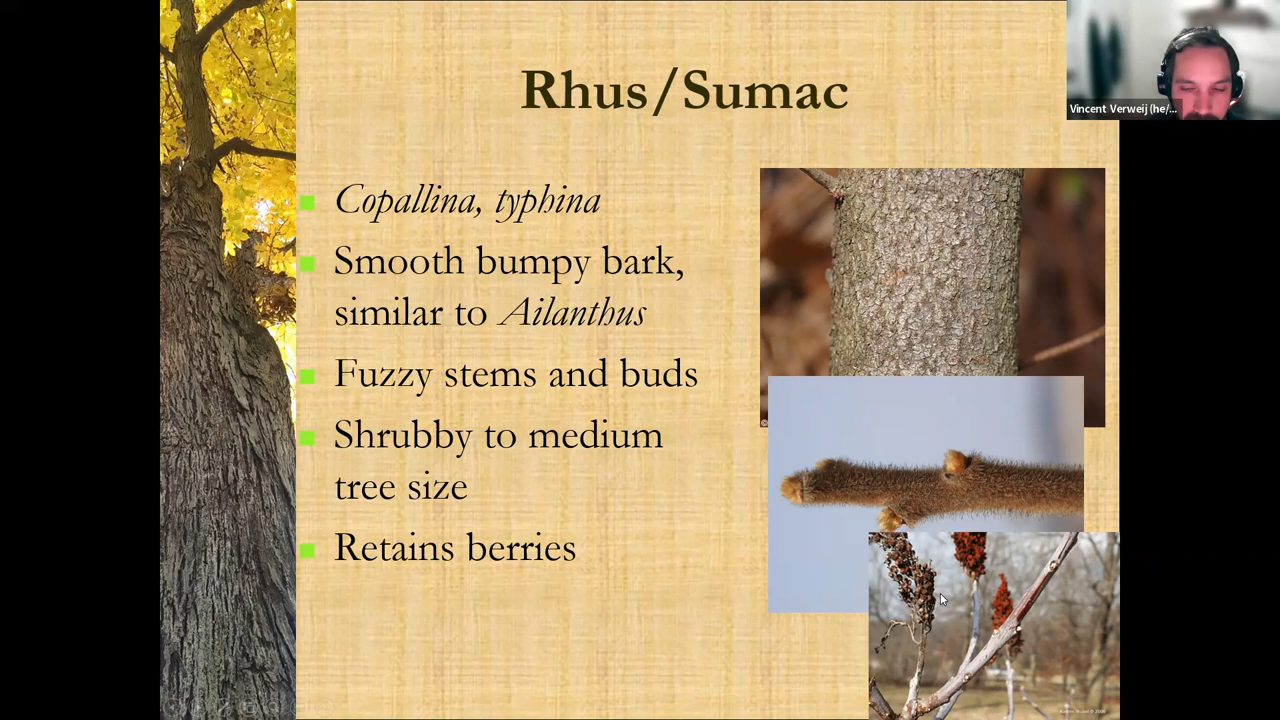 Rhus/Sumac
Vincent Verweij (he/...
Copallina, typhina
Smooth bumpy bark,
similar to Ailanthus
Fuzzy stems and buds
Shrubby to medium
tree size
Retains berries